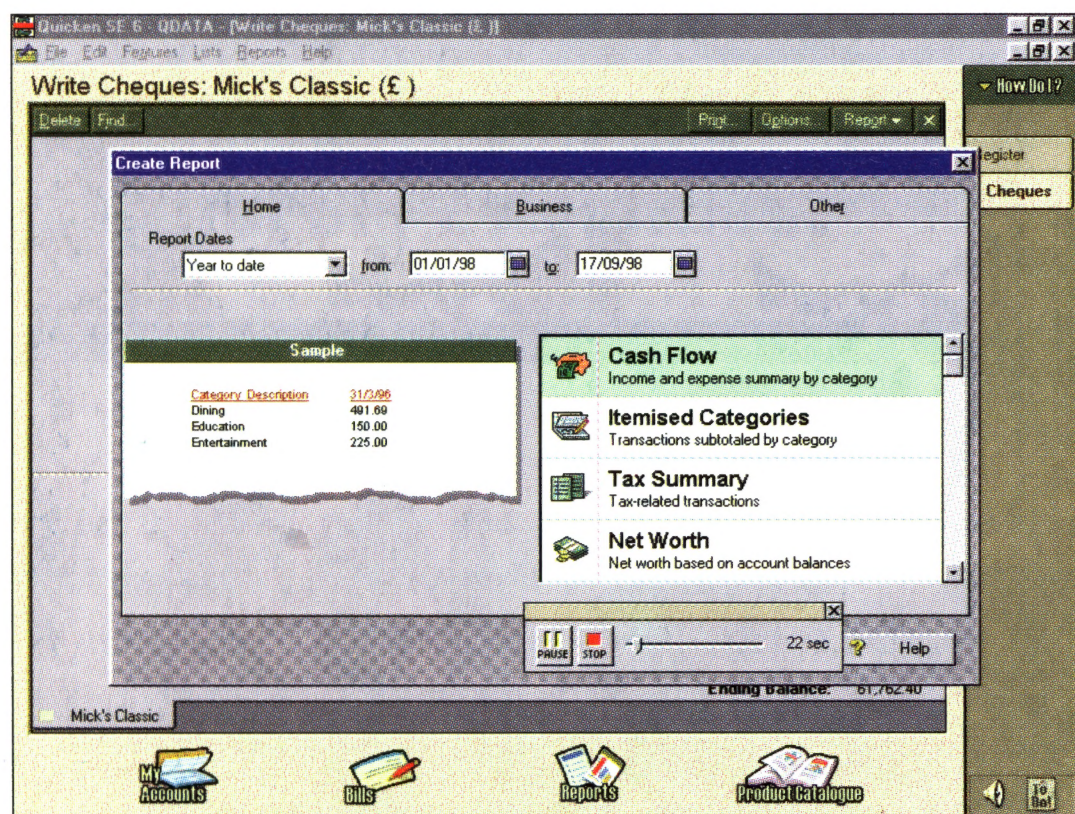 Quicken SE 6 - QDATA - [Write Cheques: Mick's Classic (£ )]
File Edit Features Lists Reports Help
Write Cheques: Mick's Classic (£ )
How Do I?
Delete Find... Print... Options... Report
Register
Cheques
Create Report
Home Business Other
Report Dates
Year to date from: 01/01/98 to: 17/09/98
Sample
Category Description 31/3/96
Dining 491.69
Education 150.00
Entertainment 225.00
Cash Flow
Income and expense summary by category
Itemised Categories
Transactions subtotaled by category
Tax Summary
Tax-related transactions
Net Worth
Net worth based on account balances
PAUSE STOP 22 sec
Help
Ending Balance: 61,762.40
Mick's Classic
My Accounts
Bills
Reports
Product Catalogue
To Do!